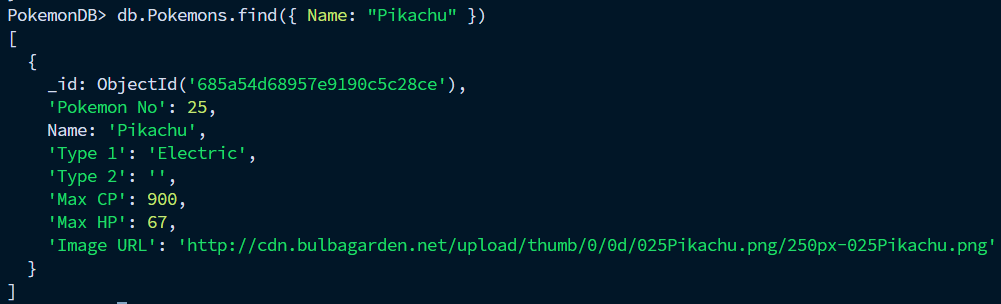 PokemonDB> db.Pokemons.find({ Name: "Pikachu" })
[
  {
    _id: ObjectId('685a54d68957e9190c5c28ce'),
    'Pokemon No': 25,
    Name: 'Pikachu',
    'Type 1': 'Electric',
    'Type 2': '',
    'Max CP': 900,
    'Max HP': 67,
    'Image URL': 'http://cdn.bulbagarden.net/upload/thumb/0/0d/025Pikachu.png/250px-025Pikachu.png'
  }
]